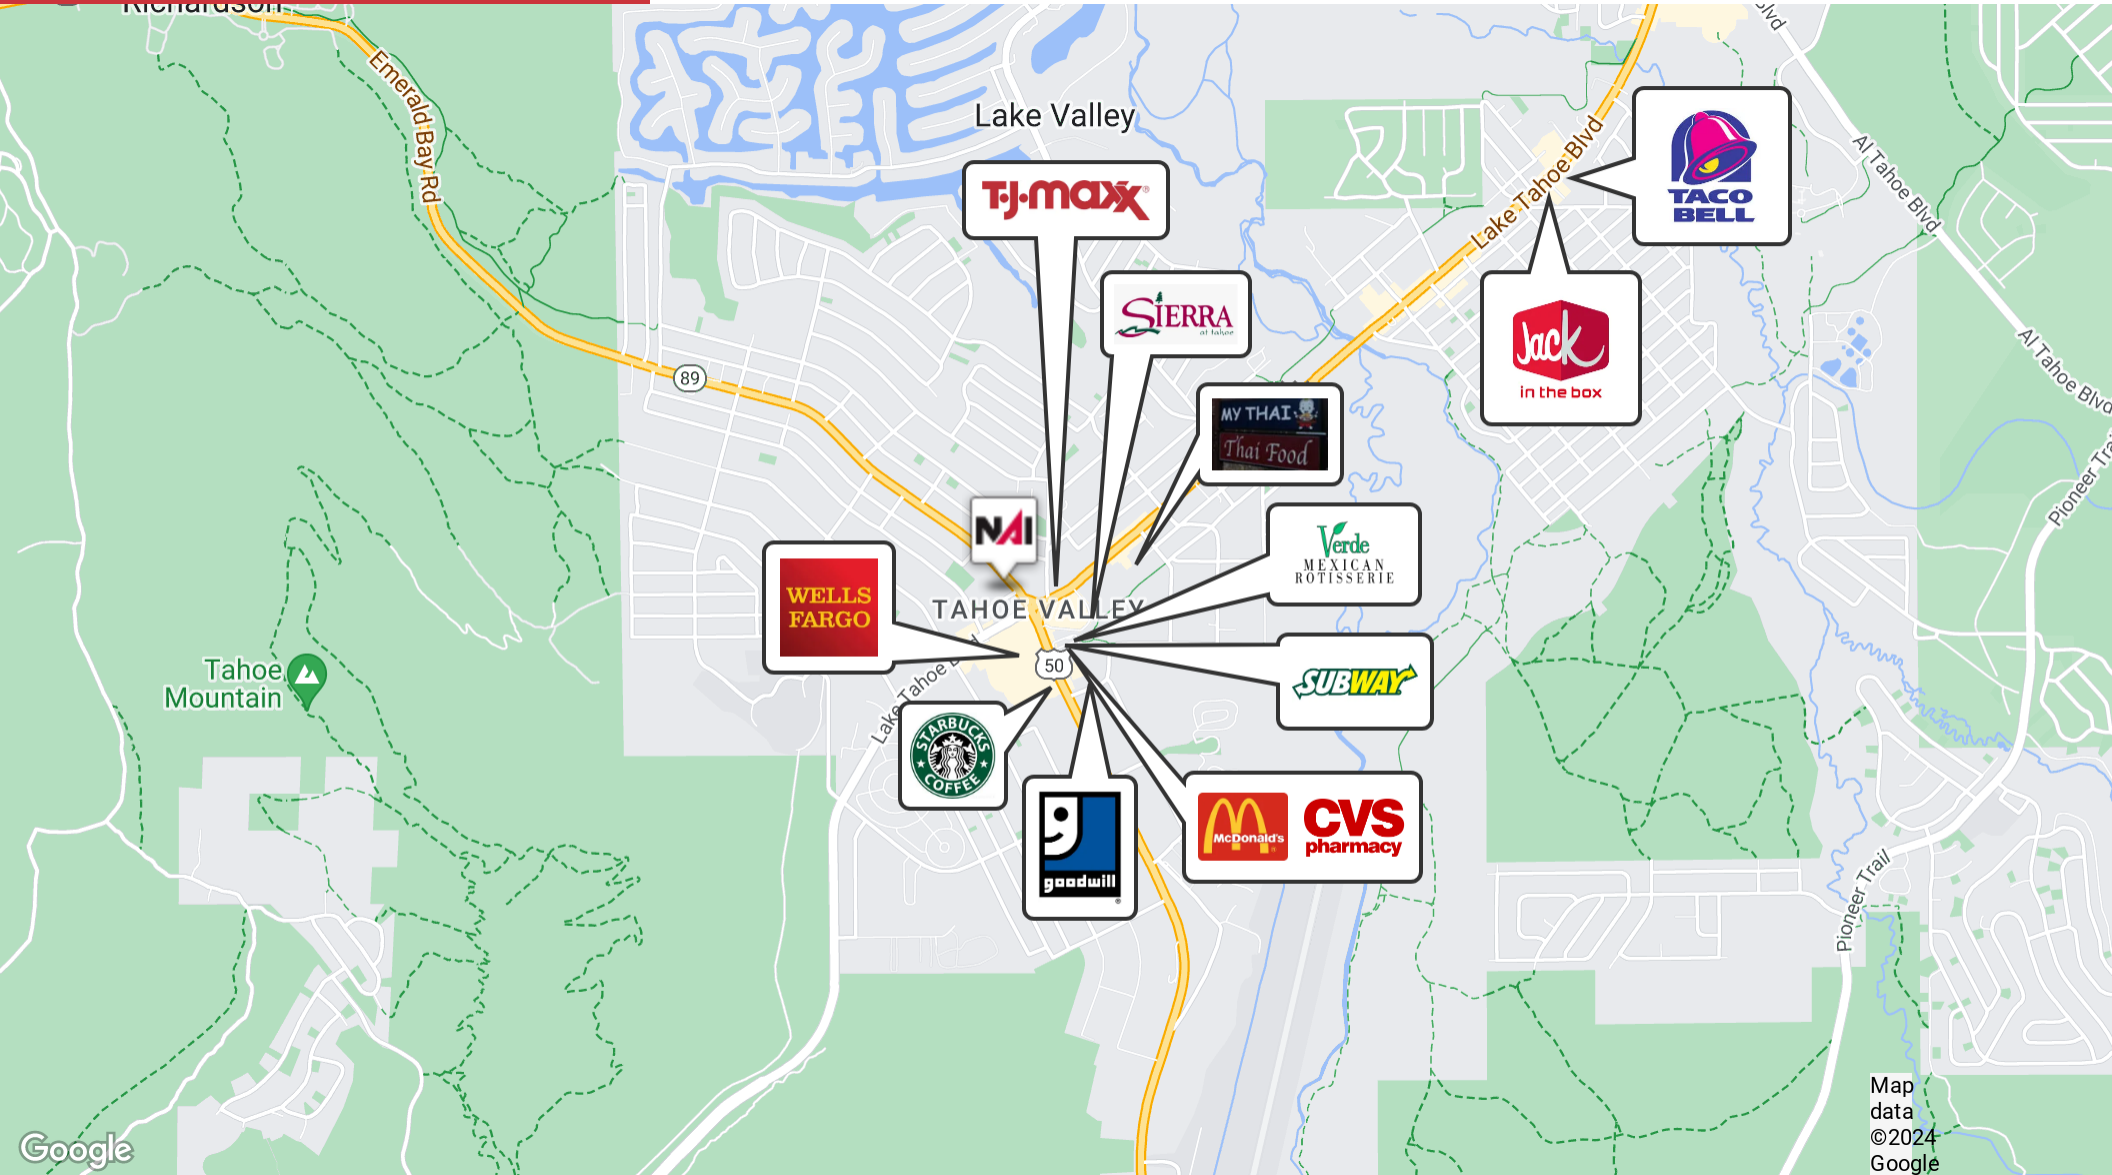 Richardson
Emerald Bay Rd
Blvd
Lake Valley
T·J·maxx®
Lake Tahoe Blvd
TACO
BELL
Al Tahoe Blvd
SIERRA
at tahoe
Jack
in the box
Al Tahoe Blvd
89
MY THAI
Thai Food
Pioneer Trai
NAI
Verde
MEXICAN
ROTISSERIE
WELLS
FARGO
TAHOE VALLEY
50
Tahoe
Mountain
SUBWAY
Lake Tahoe B
STARBUCKS
COFFEE
goodwill
®
McDonald's
CVS
pharmacy
Pioneer Trail
Google
Map
data
©2024
Google